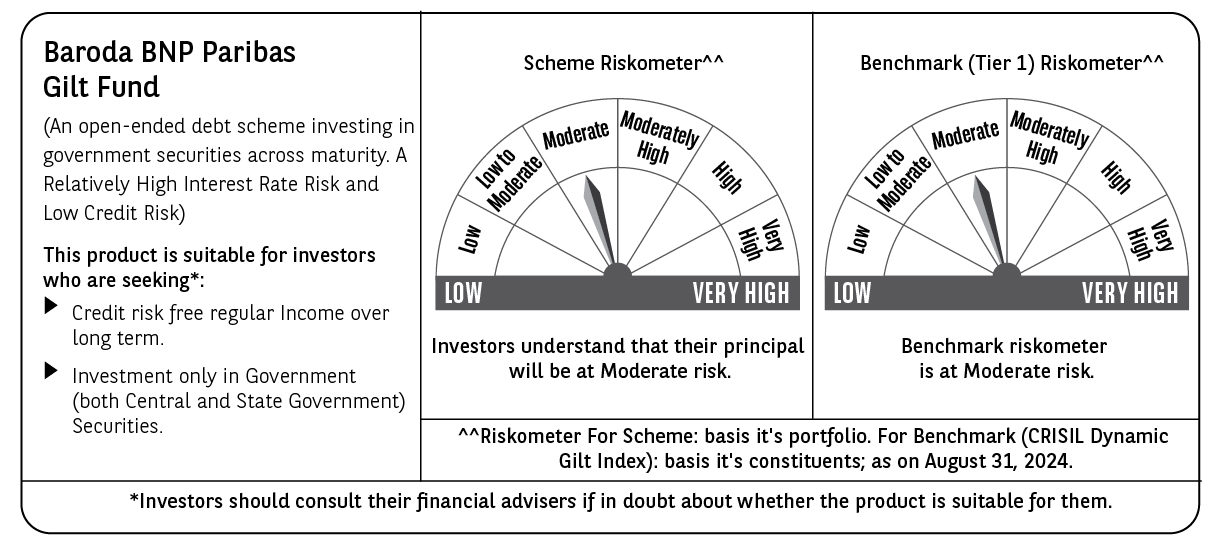 Baroda BNP Paribas
Gilt Fund
(An open-ended debt scheme investing in
government securities across maturity. A
Relatively High Interest Rate Risk and
Low Credit Risk)
This product is suitable for investors
who are seeking*:
Credit risk free regular Income over
long term.
Investment only in Government
(both Central and State Government)
Securities.
Scheme Riskometer^^
Low
Low to
Moderate
Moderate
Moderately
High
High
Very
High
LOW VERY HIGH
Investors understand that their principal
will be at Moderate risk.
Benchmark (Tier 1) Riskometer^^
Low
Low to
Moderate
Moderate
Moderately
High
High
Very
High
LOW VERY HIGH
Benchmark riskometer
is at Moderate risk.
^^Riskometer For Scheme: basis it's portfolio. For Benchmark (CRISIL Dynamic
Gilt Index): basis it's constituents; as on August 31, 2024.
*Investors should consult their financial advisers if in doubt about whether the product is suitable for them.